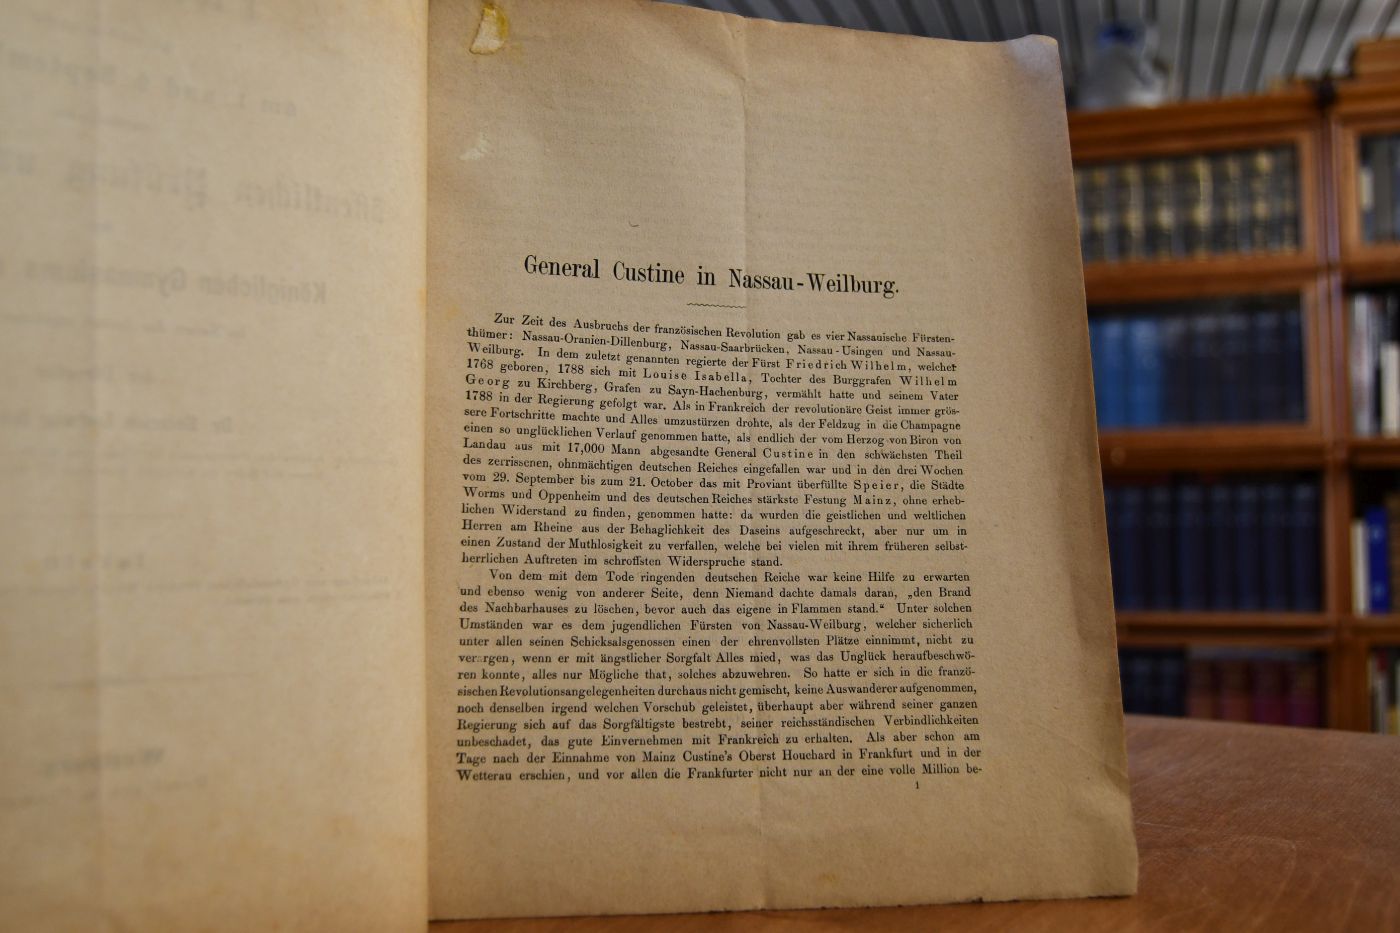 General Custine in Nassau-Weilburg.
Zur Zeit des Ausbruchs der französischen Revolution gab es vier Nassauische Fürsten-
thümer: Nassau-Oranien-Dillenburg, Nassau-Saarbrücken, Nassau-Usingen und Nassau-
Weilburg. In dem zuletzt genannten regierte der Fürst Friedrich Wilhelm, welcher
1768 geboren, 1788 sich mit Louise Isabella, Tochter des Burggrafen Wilhelm
Georg zu Kirchberg, Grafen zu Sayn-Hachenburg, vermählt hatte und seinem Vater
1788 in der Regierung gefolgt war. Als in Frankreich der revolutionäre Geist immer grös-
sere Fortschritte machte und Alles umzustürzen drohte, als der Feldzug in die Champagne
einen so unglücklichen Verlauf genommen hatte, als endlich der vom Herzog von Biron von
Landau aus mit 17,000 Mann abgesandte General Custine in den schwächsten Theil
des zerrissenen, ohnmächtigen deutschen Reiches eingefallen war und in den drei Wochen
vom 29. September bis zum 21. October das mit Proviant überfüllte Speier, die Städte
Worms und Oppenheim und des deutschen Reiches stärkste Festung Mainz, ohne erheb-
lichen Widerstand zu finden, genommen hatte: da wurden die geistlichen und weltlichen
Herren am Rheine aus der Behaglichkeit des Daseins aufgeschreckt, aber nur um in
einen Zustand der Muthlosigkeit zu verfallen, welche bei vielen mit ihrem früheren selbst-
herrlichen Auftreten im schroffsten Widerspruche stand.
Von dem mit dem Tode ringenden deutschen Reiche war keine Hilfe zu erwarten
und ebenso wenig von anderer Seite, denn Niemand dachte damals daran, „den Brand
des Nachbarhauses zu löschen, bevor auch das eigene in Flammen stand.“ Unter solchen
Umständen war es dem jugendlichen Fürsten von Nassau-Weilburg, welcher sicherlich
unter allen seinen Schicksalsgenossen einen der ehrenvollsten Plätze einnimmt, nicht zu
wenn er mit ängstlicher Sorgfalt Alles mied, was das Unglück heraufbeschwö-
ren konnte, alles nur Mögliche that, solches abzuwehren. So hatte er sich in die franzö-
sischen Revolutionsangelegenheiten durchaus nicht gemischt, keine Auswanderer aufgenommen,
noch denselben irgend welchen Vorschub geleistet, überhaupt aber während seiner ganzen
Regierung sich auf das Sorgfältigste bestrebt, seiner reichsständischen Verbindlichkeiten
unbeschadet, das gute Einvernehmen mit Frankreich zu erhalten. Als aber schon am
Tage nach der Einnahme von Mainz Custine's Oberst Houchard in Frankfurt und in der
Wetterau erschien, und vor allen die Frankfurter nicht nur an der eine volle Million be-
1